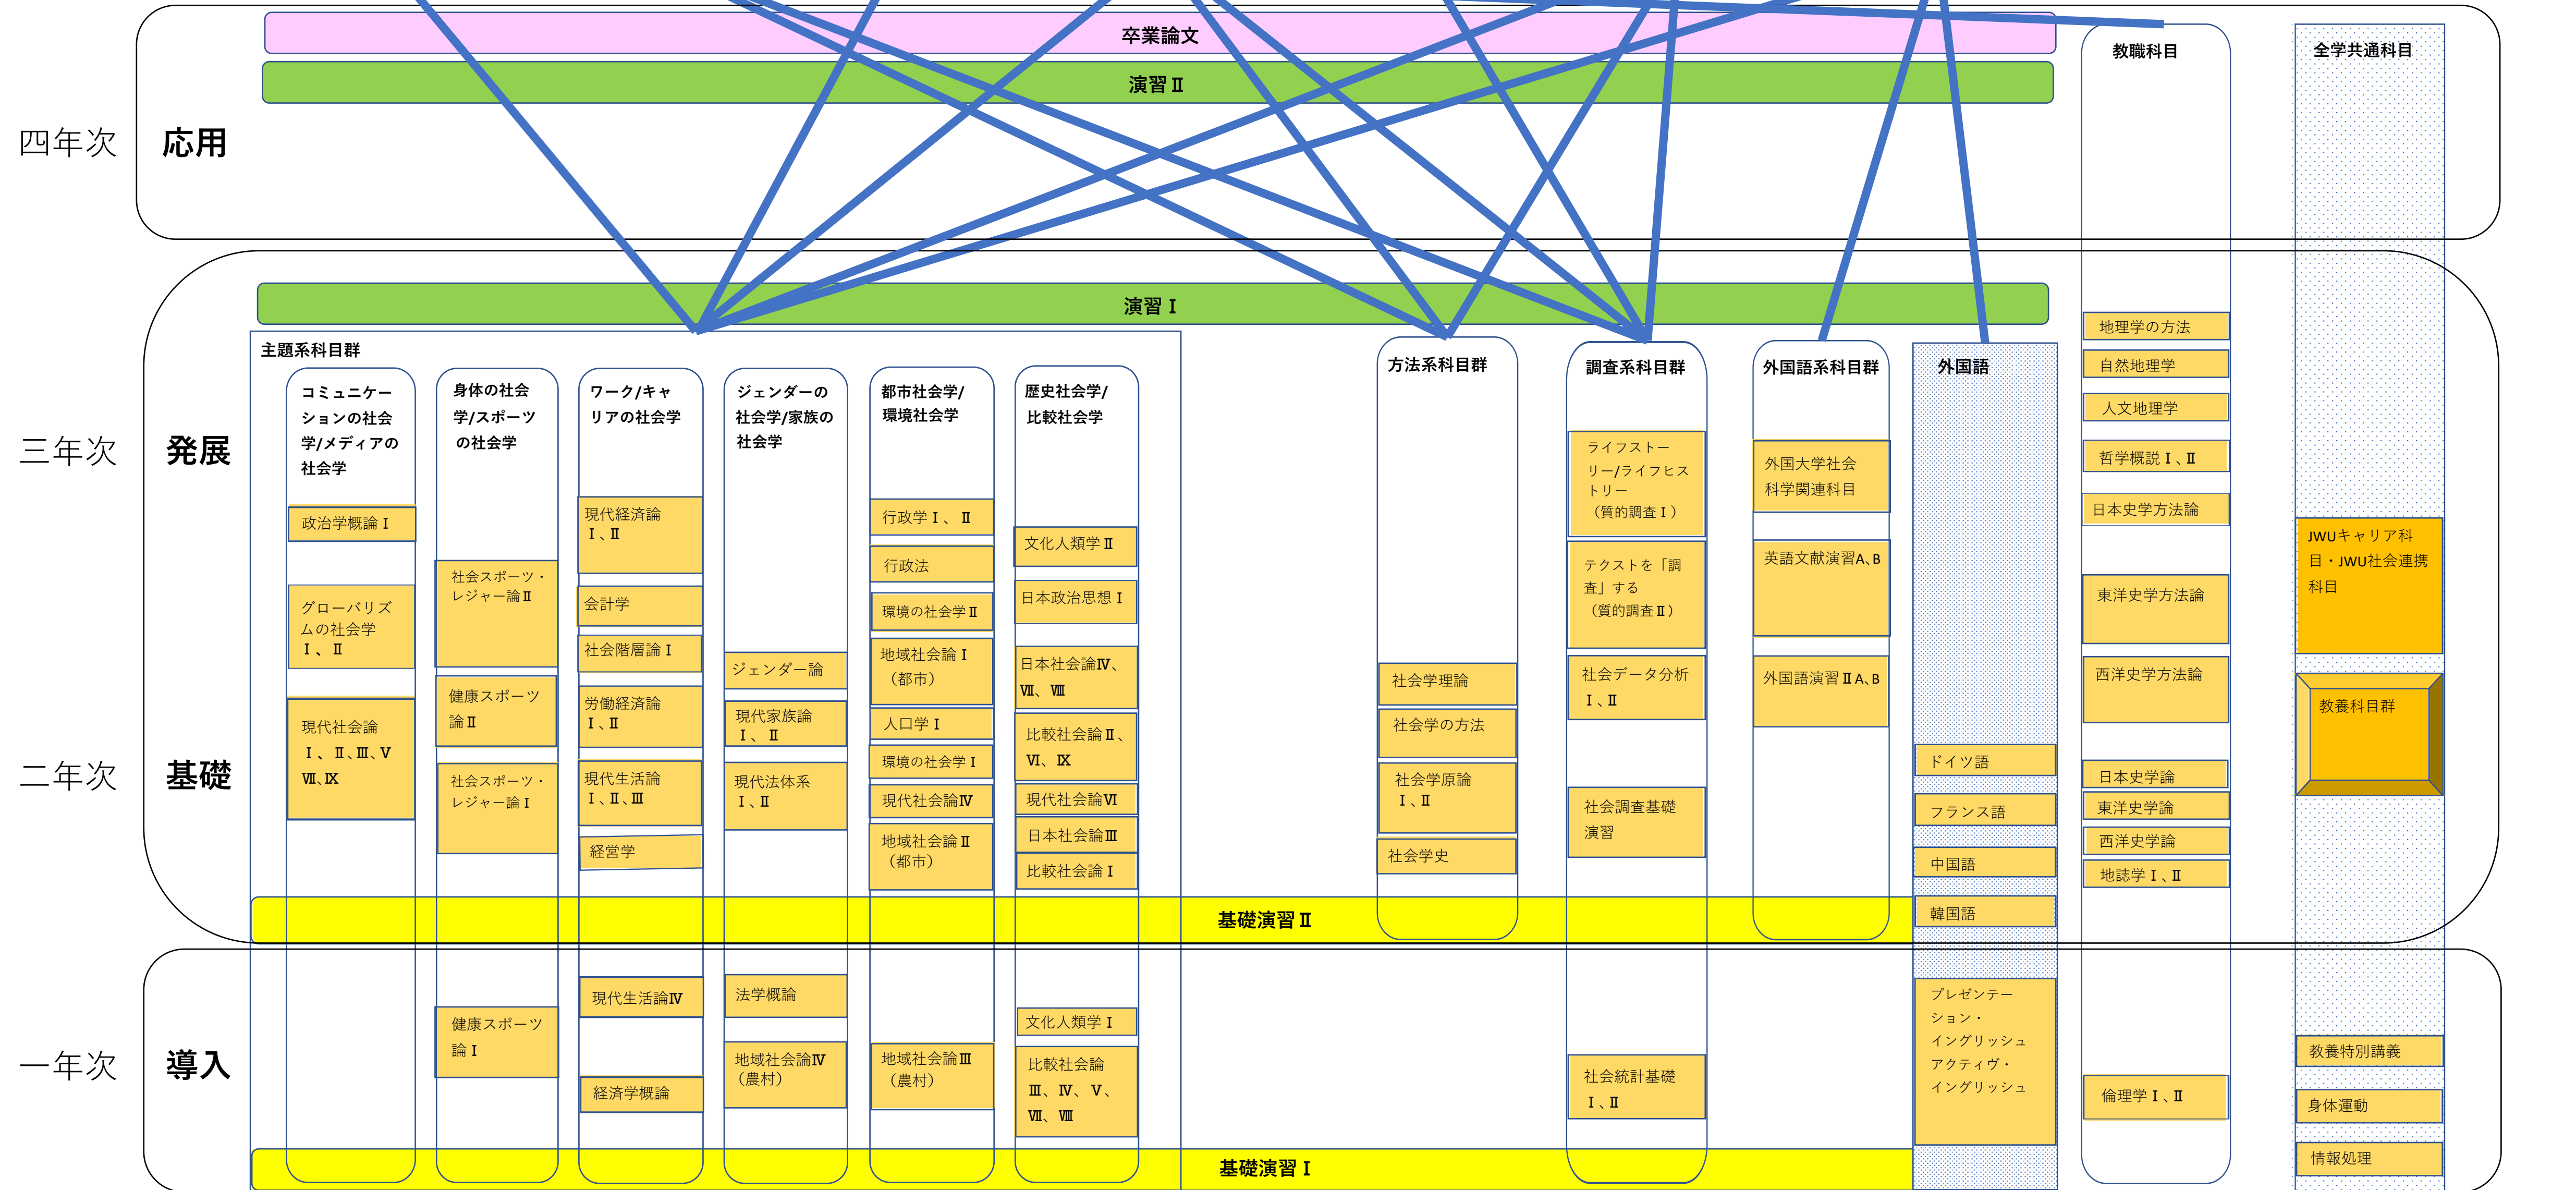 卒業論文
演習Ⅱ
四年次
応用
教職科目
全学共通科目
演習Ⅰ
三年次
発展
二年次
基礎
主題系科目群
コミュニケー
ションの社会
学/メディアの
社会学
政治学概論Ⅰ
グローバリズ
ムの社会学
Ⅰ、Ⅱ
現代社会論
Ⅰ、Ⅱ、Ⅲ、Ⅴ
Ⅶ、Ⅸ
身体の社会
学/スポーツ
の社会学
社会スポーツ・
レジャー論Ⅱ
健康スポーツ
論Ⅱ
社会スポーツ・
レジャー論Ⅰ
ワーク/キャ
リアの社会学
現代経済論
Ⅰ、Ⅱ
会計学
社会階層論Ⅰ
労働経済論
Ⅰ、Ⅱ
現代生活論
Ⅰ、Ⅱ、Ⅲ
経営学
ジェンダーの
社会学/家族の
社会学
ジェンダー論
現代家族論
Ⅰ、Ⅱ
現代法体系
Ⅰ、Ⅱ
都市社会学/
環境社会学
行政学Ⅰ、Ⅱ
行政法
環境の社会学Ⅱ
地域社会論Ⅰ
（都市）
人口学Ⅰ
環境の社会学Ⅰ
現代社会論Ⅳ
地域社会論Ⅱ
（都市）
歴史社会学/
比較社会学
文化人類学Ⅱ
日本政治思想Ⅰ
日本社会論Ⅳ、
Ⅶ、Ⅷ
比較社会論Ⅱ、
Ⅵ、Ⅸ
現代社会論Ⅵ
日本社会論Ⅲ
比較社会論Ⅰ
方法系科目群
社会学理論
社会学の方法
社会学原論
Ⅰ、Ⅱ
社会学史
調査系科目群
ライフストー
リー/ライフヒス
トリー
（質的調査Ⅰ）
テクストを「調
査」する
（質的調査Ⅱ）
社会データ分析
Ⅰ、Ⅱ
社会調査基礎
演習
外国語系科目群
外国大学社会
科学関連科目
英語文献演習A、B
外国語演習ⅡA、B
外国語
ドイツ語
フランス語
中国語
韓国語
地理学の方法
自然地理学
人文地理学
哲学概説Ⅰ、Ⅱ
日本史学方法論
東洋史学方法論
西洋史学方法論
日本史学論
東洋史学論
西洋史学論
地誌学Ⅰ、Ⅱ
JWUキャリア科
目・JWU社会連携
科目
教養科目群
基礎演習Ⅱ
一年次
導入
健康スポーツ
論Ⅰ
現代生活論Ⅳ
経済学概論
法学概論
地域社会論Ⅳ
（農村）
地域社会論Ⅲ
（農村）
文化人類学Ⅰ
比較社会論
Ⅲ、Ⅳ、Ⅴ、
Ⅶ、Ⅷ
社会統計基礎
Ⅰ、Ⅱ
プレゼンテー
ション・
イングリッシュ
アクティヴ・
イングリッシュ
倫理学Ⅰ、Ⅱ
教養特別講義
身体運動
情報処理
基礎演習Ⅰ